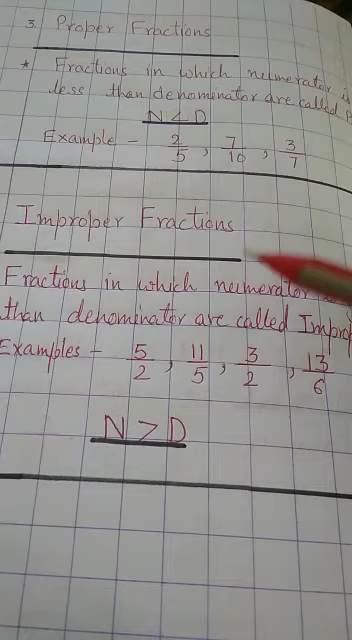 3. Proper Fractions
* Fractions in which numerator is
less than denominator are called
N < D
Example - 2/5, 7/10, 3/7
Improper Fractions
Fractions in which numerator
than denominator are called Improp
Examples - 5/2, 11/5, 3/2, 13/6
N > D